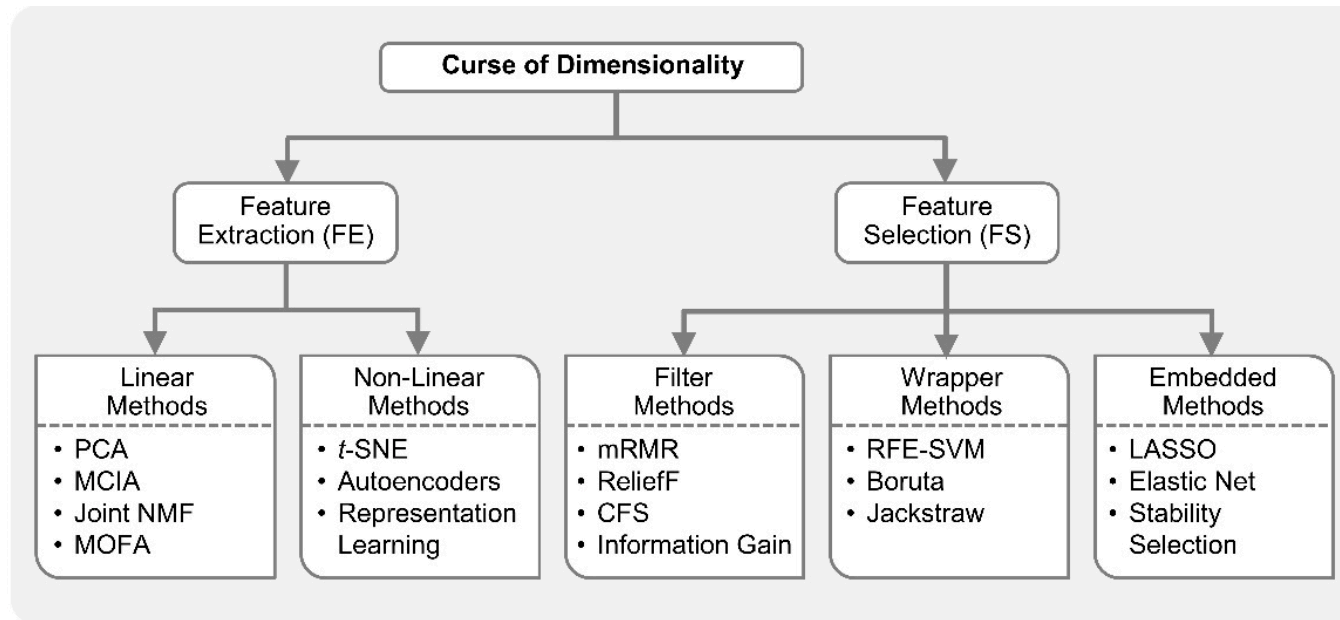 Curse of Dimensionality
Feature
Extraction (FE)
Feature
Selection (FS)
Linear
Methods
• PCA
• MCIA
• Joint NMF
• MOFA
Non-Linear
Methods
• t-SNE
• Autoencoders
• Representation
Learning
Filter
Methods
• mRMR
• ReliefF
• CFS
• Information Gain
Wrapper
Methods
• RFE-SVM
• Boruta
• Jackstraw
Embedded
Methods
• LASSO
• Elastic Net
• Stability
Selection